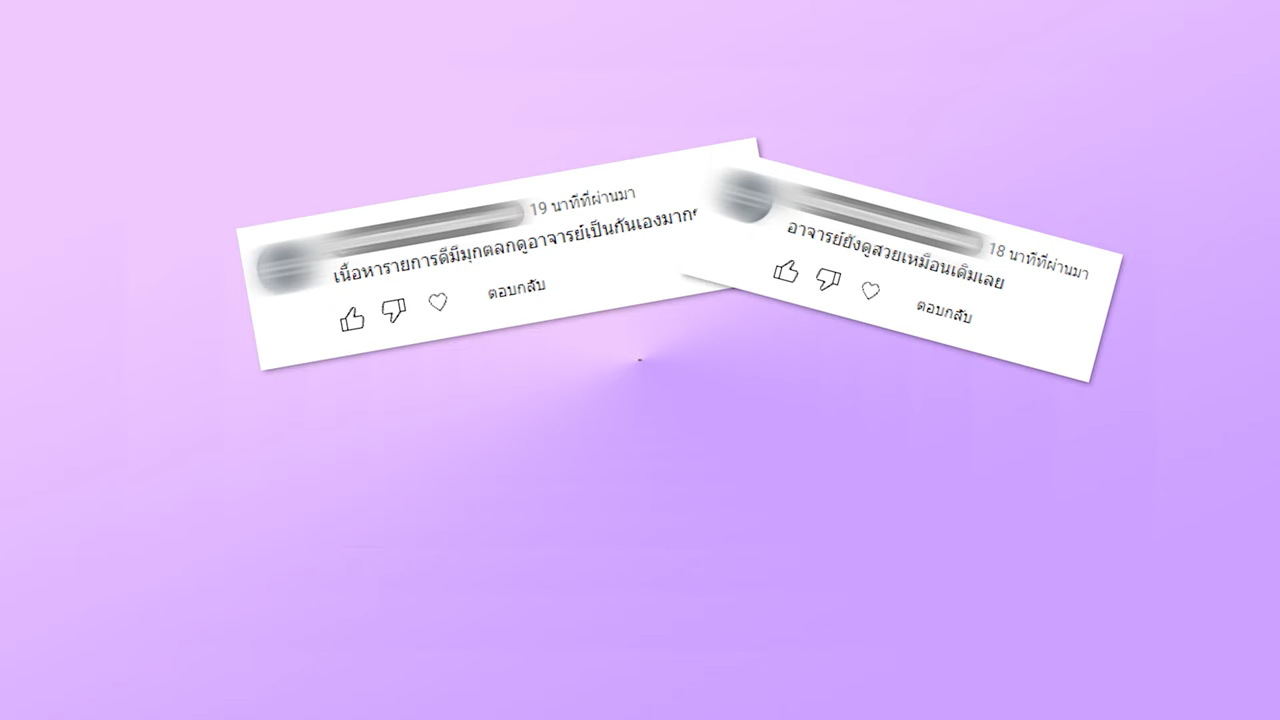 19 นาทีที่ผ่านมา
เนื้อหารายการดีมีมุกตลกดูอาจารย์เป็นกันเองมาก
ตอบกลับ
18 นาทีที่ผ่านมา
อาจารย์ยังดูสวยเหมือนเดิมเลย
ตอบกลับ